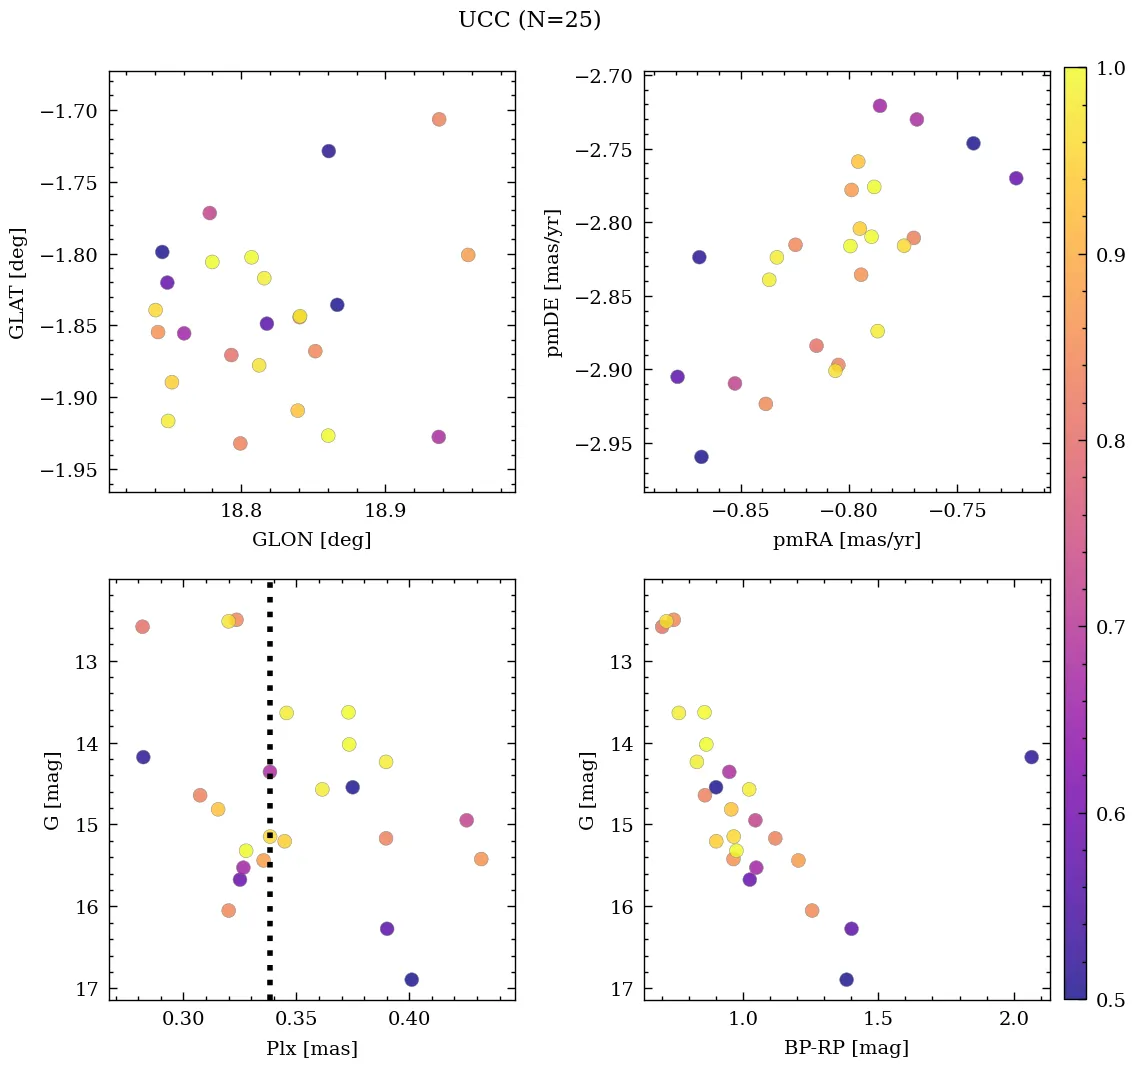 UCC (N=25)
−1.70
−1.75
−1.80
−1.85
−1.90
−1.95
GLAT [deg]
18.8 18.9
GLON [deg]
−2.70
−2.75
−2.80
−2.85
−2.90
−2.95
pmDE [mas/yr]
−0.85 −0.80 −0.75
pmRA [mas/yr]
13
14
15
16
17
G [mag]
0.30 0.35 0.40
Plx [mas]
13
14
15
16
17
G [mag]
1.0 1.5 2.0
BP-RP [mag]
1.0
0.9
0.8
0.7
0.6
0.5